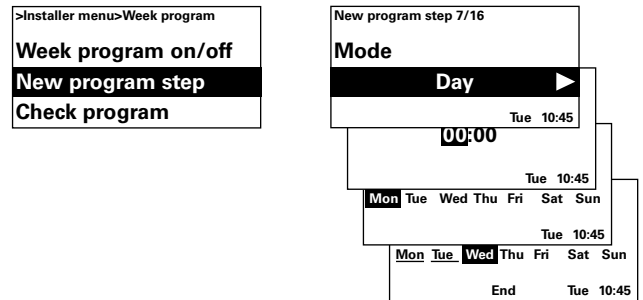 >Installer menu>Week program
Week program on/off
New program step
Check program
New program step 7/16
Mode
Day
Tue 10:45
00:00
Tue 10:45
Mon Tue Wed Thu Fri Sat Sun
Tue 10:45
Mon Tue Wed Thu Fri Sat Sun
End Tue 10:45